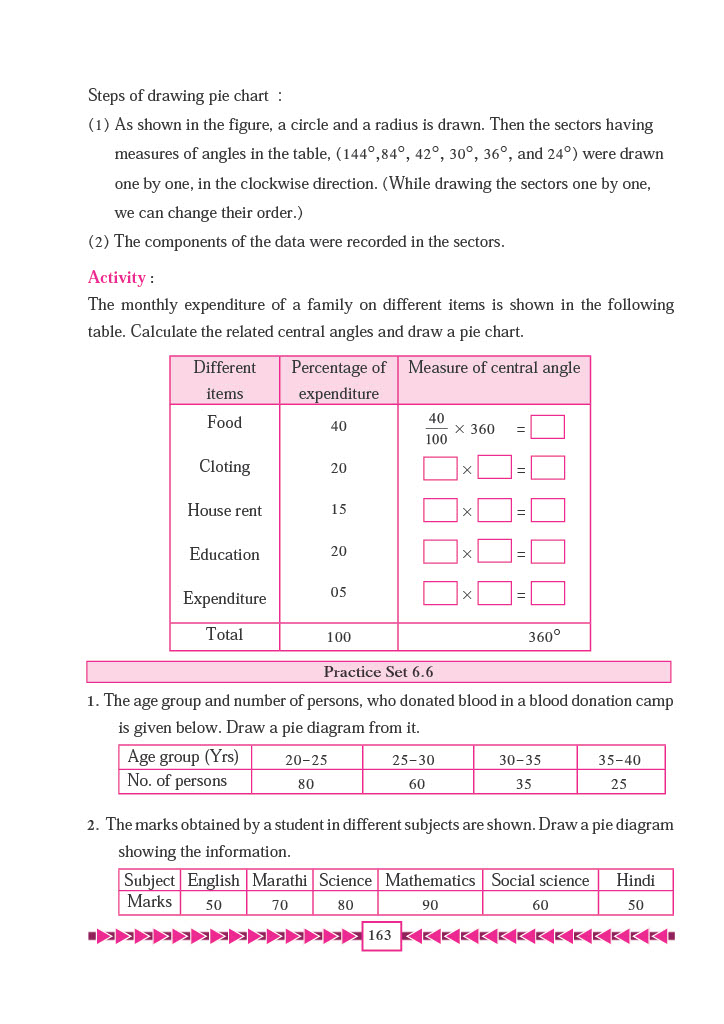 Steps of drawing pie chart :
(1) As shown in the figure, a circle and a radius is drawn. Then the sectors having
measures of angles in the table, (144°,84°, 42°, 30°, 36°, and 24°) were drawn
one by one, in the clockwise direction. (While drawing the sectors one by one,
we can change their order.)
(2) The components of the data were recorded in the sectors.
Activity :
The monthly expenditure of a family on different items is shown in the following
table. Calculate the related central angles and draw a pie chart.
Different items Percentage of expenditure Measure of central angle
Food 40 40/100 × 360 =
Cloting 20 × =
House rent 15 × =
Education 20 × =
Expenditure 05 × =
Total 100 360°
Practice Set 6.6
1. The age group and number of persons, who donated blood in a blood donation camp
is given below. Draw a pie diagram from it.
Age group (Yrs) 20-25 25-30 30-35 35-40
No. of persons 80 60 35 25
2. The marks obtained by a student in different subjects are shown. Draw a pie diagram
showing the information.
Subject English Marathi Science Mathematics Social science Hindi
Marks 50 70 80 90 60 50
163